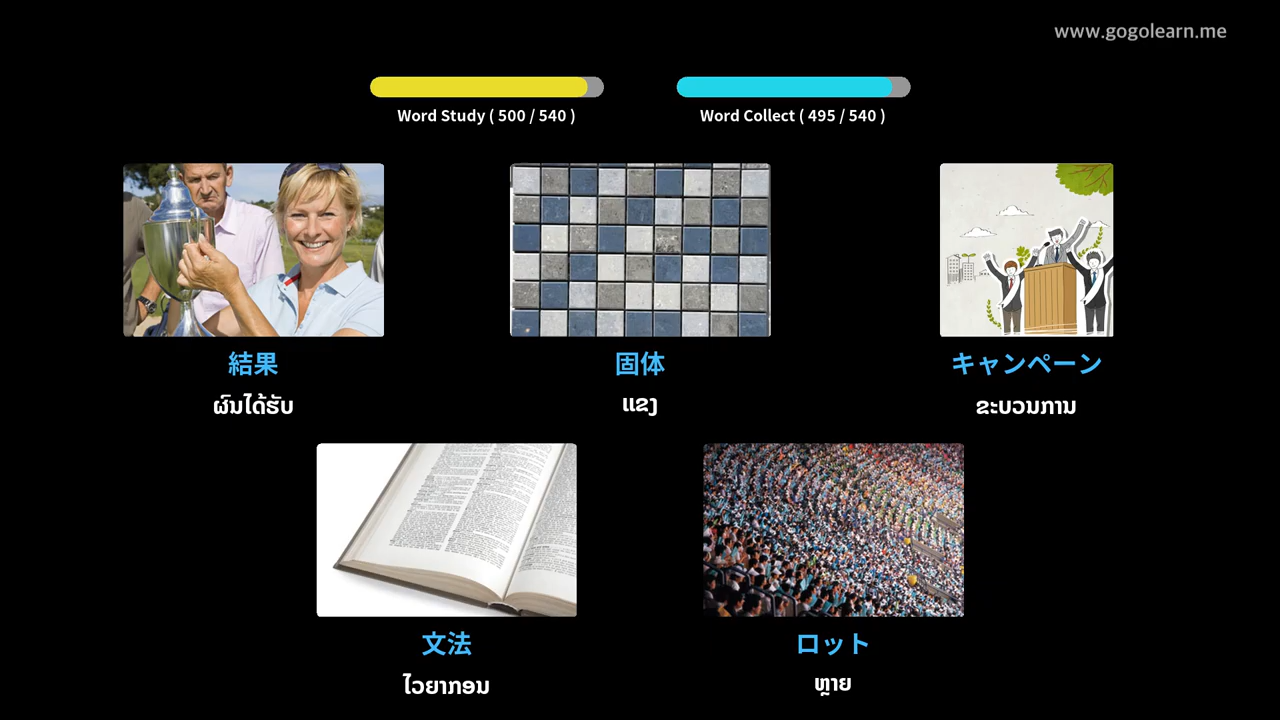 www.gogolearn.me
Word Study ( 500 / 540 )
Word Collect ( 495 / 540 )
結果
ຜົນໄດ້ຮັບ
固体
ແຂງ
キャンペーン
ຂະບວນການ
文法
ໄວຍາກອນ
ロット
ຫຼາຍ